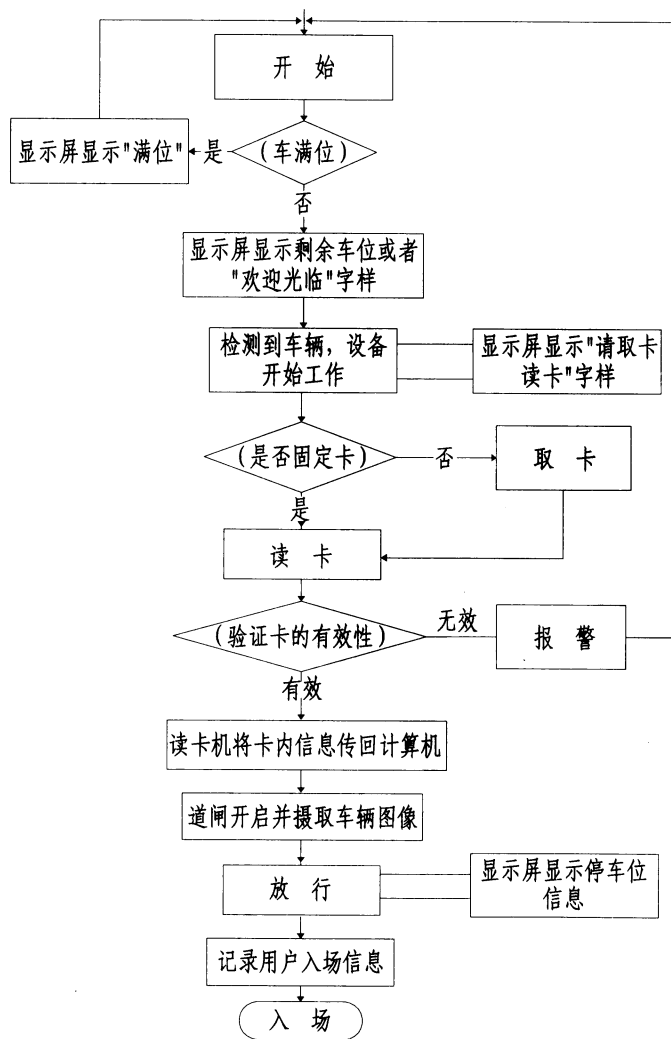 开 始
显示屏显示"满位"
是
(车满位)
否
显示屏显示剩余车位或者
"欢迎光临"字样
检测到车辆，设备
开始工作
显示屏显示"请取卡
读卡"字样
(是否固定卡)
否
取 卡
是
读 卡
(验证卡的有效性)
无效
报 警
有效
读卡机将卡内信息传回计算机
道闸开启并摄取车辆图像
放 行
显示屏显示停车位
信息
记录用户入场信息
入 场